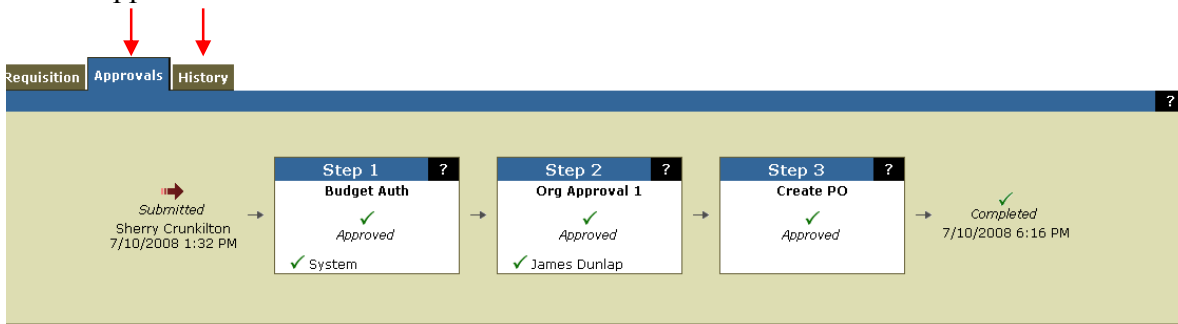 Requisition Approvals History
?
Step 1 ?
Budget Auth
✓
Approved
✓ System
Step 2 ?
Org Approval 1
✓
Approved
✓ James Dunlap
Step 3 ?
Create PO
✓
Approved
Submitted
Sherry Crunkilton
7/10/2008 1:32 PM
✓
Completed
7/10/2008 6:16 PM